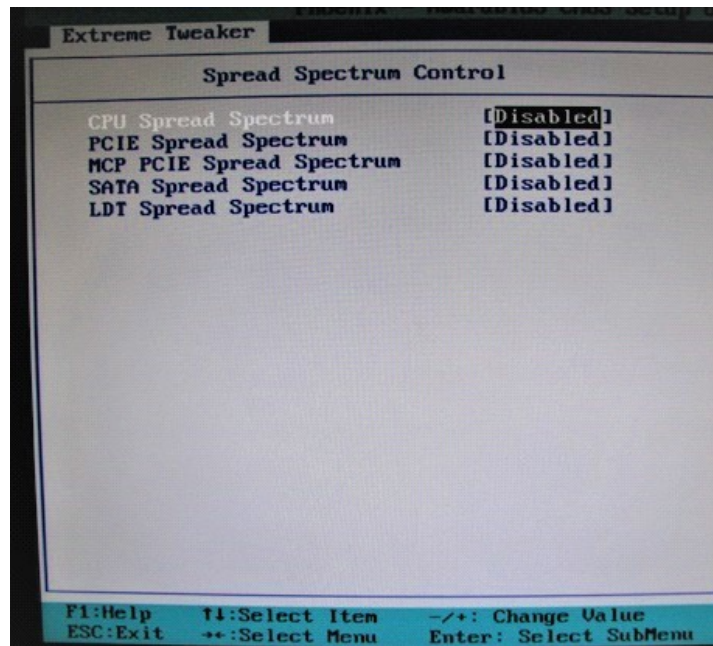 Extreme Tweaker
Spread Spectrum Control
CPU Spread Spectrum [Disabled]
PCIE Spread Spectrum [Disabled]
MCP PCIE Spread Spectrum [Disabled]
SATA Spread Spectrum [Disabled]
LDT Spread Spectrum [Disabled]
F1:Help ↑↓:Select Item -/+: Change Value
ESC:Exit →←:Select Menu Enter: Select SubMenu